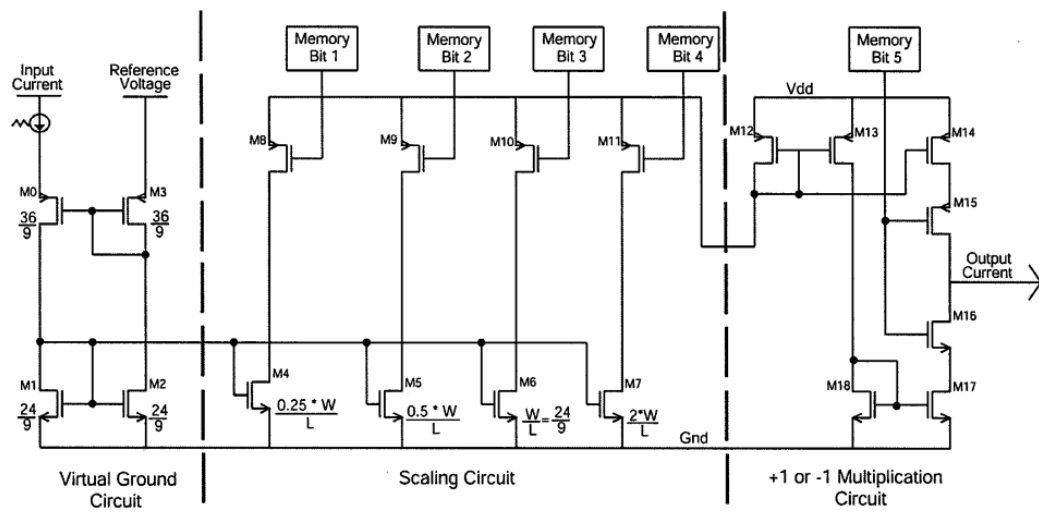 Input
Current
Reference
Voltage
M0
36
9
M3
36
9
M1
24
9
M2
24
9
Virtual Ground
Circuit
Memory
Bit 1
Memory
Bit 2
Memory
Bit 3
Memory
Bit 4
M8
M9
M10
M11
M4
0.25 * W
L
M5
0.5 * W
L
M6
W
L
=
24
9
M7
2*W
L
Gnd
Scaling Circuit
Memory
Bit 5
Vdd
M12
M13
M14
M15
Output
Current
M16
M18
M17
+1 or -1 Multiplication
Circuit